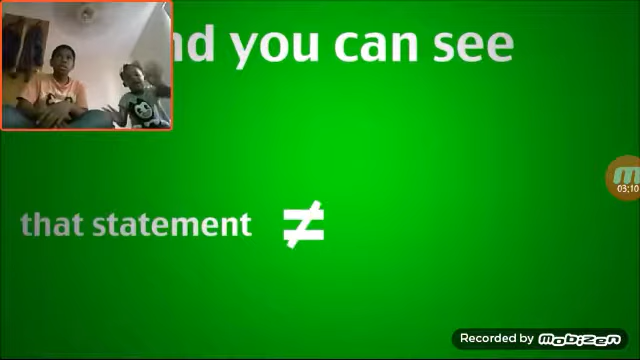 nd you can see
that statement ≠
03:10
Recorded by mobizen